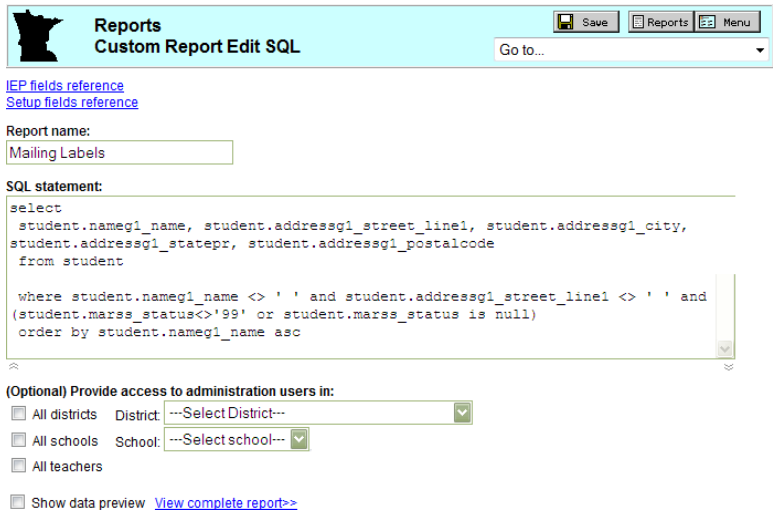 Reports
Custom Report Edit SQL
Save
Reports
Menu
Go to...
IEP fields reference
Setup fields reference
Report name:
Mailing Labels
SQL statement:
select
student.nameg1_name, student.addressg1_street_line1, student.addressg1_city,
student.addressg1_statepr, student.addressg1_postalcode
from student
where student.nameg1_name <> ' ' and student.addressg1_street_line1 <> ' ' and
(student.marss_status<>'99' or student.marss_status is null)
order by student.nameg1_name asc
(Optional) Provide access to administration users in:
All districts District: ---Select District---
All schools School: ---Select school---
All teachers
Show data preview View complete report>>